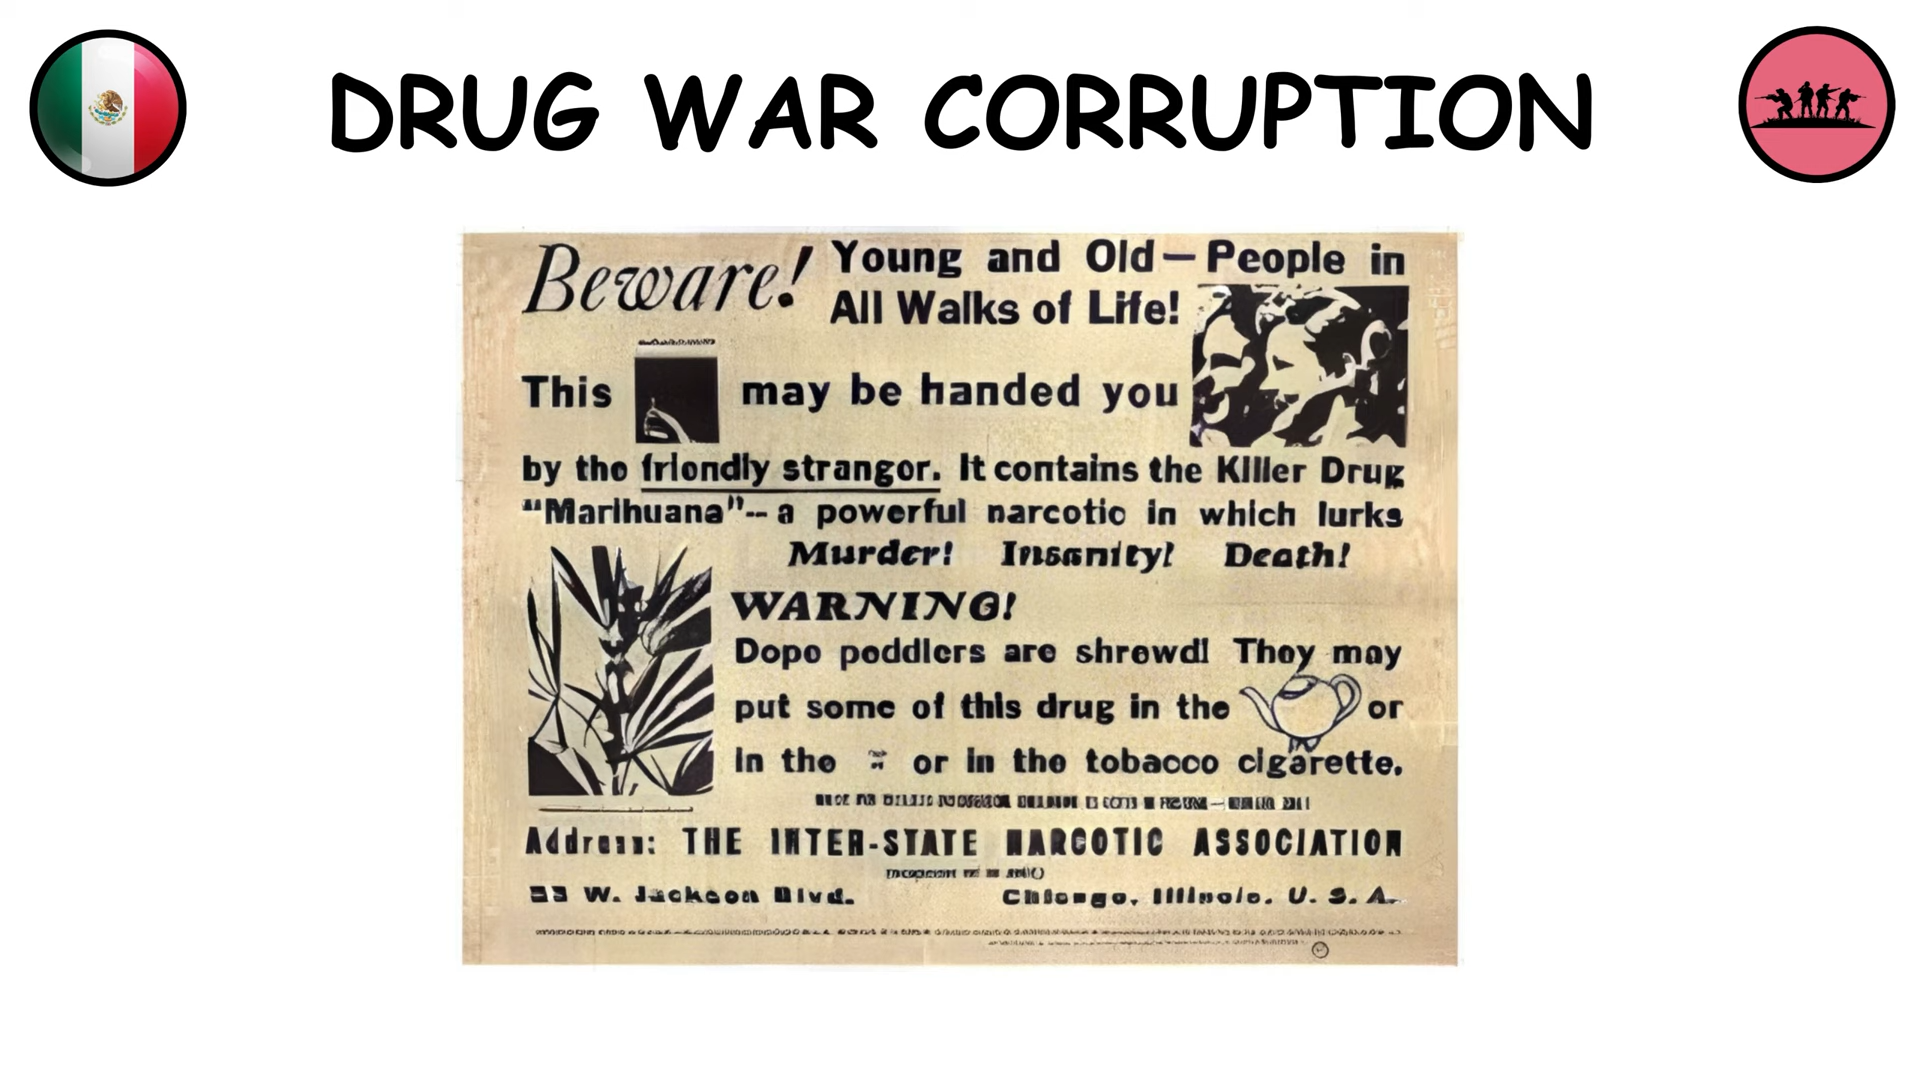 DRUG WAR CORRUPTION
Beware! Young and Old — People in
All Walks of Life!
This may be handed you
by the friondly strangor. It contains the Killer Drug
"Marihuana"-- a powerful narcotic in which lurks
Murder! Insanity! Death!
WARNING!
Dope peddlers are shrewd! They may
put some of this drug in the or
in the or in the tobacco cigarette.
Address: THE INTER-STATE NARCOTIC ASSOCIATION
W. Jackson Blvd. Chicago, Illinois. U. S. A.